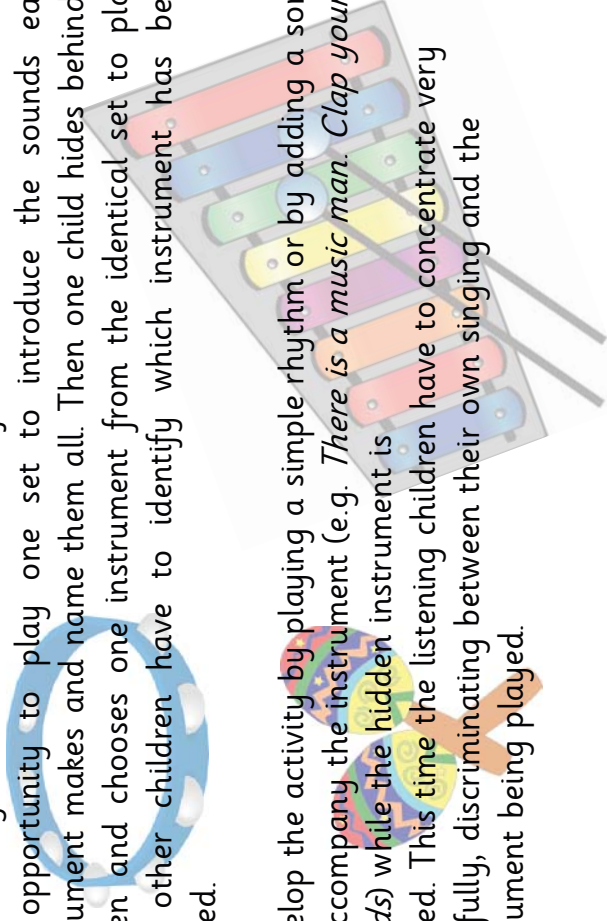 opportunity to play one set to introduce the sounds ea
ument makes and name them all. Then one child hides behind
en and chooses one instrument from the identical set to pla
other children have to identify which instrument has be
ed.
elop the activity by playing a simple rhythm or by adding a son
ccompany the instrument (e.g. There is a music man. Clap your
ds) while the hidden instrument is
ed. This time the listening children have to concentrate very
fully, discriminating between their own singing and the
ument being played.